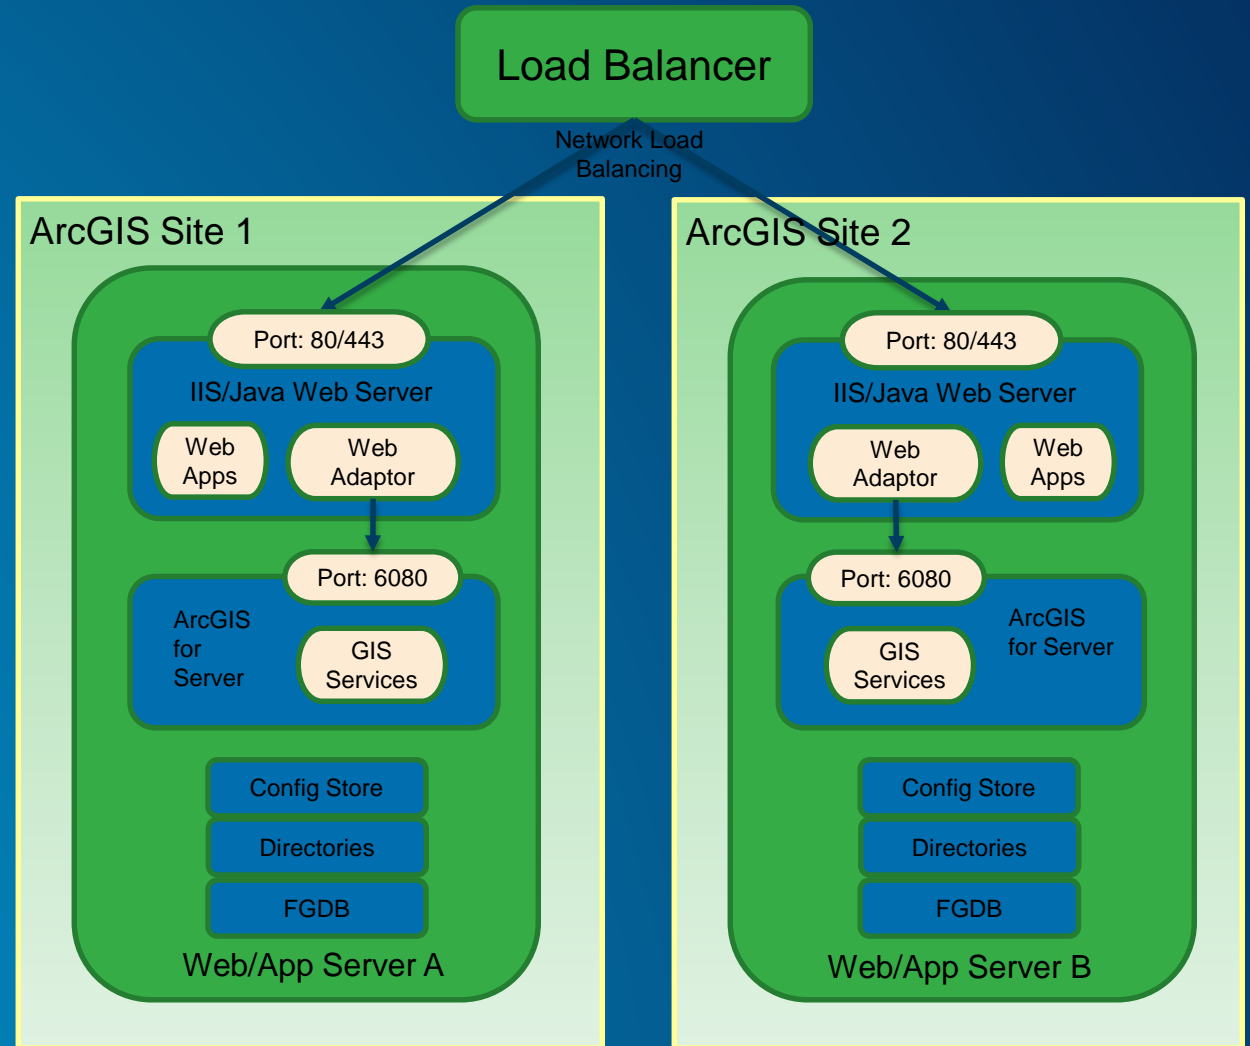 Load Balancer
Network Load
Balancing
ArcGIS Site 1
Port: 80/443
IIS/Java Web Server
Web
Apps
Web
Adaptor
Port: 6080
ArcGIS
for
Server
GIS
Services
Config Store
Directories
FGDB
Web/App Server A
ArcGIS Site 2
Port: 80/443
IIS/Java Web Server
Web
Adaptor
Web
Apps
Port: 6080
GIS
Services
ArcGIS
for Server
Config Store
Directories
FGDB
Web/App Server B